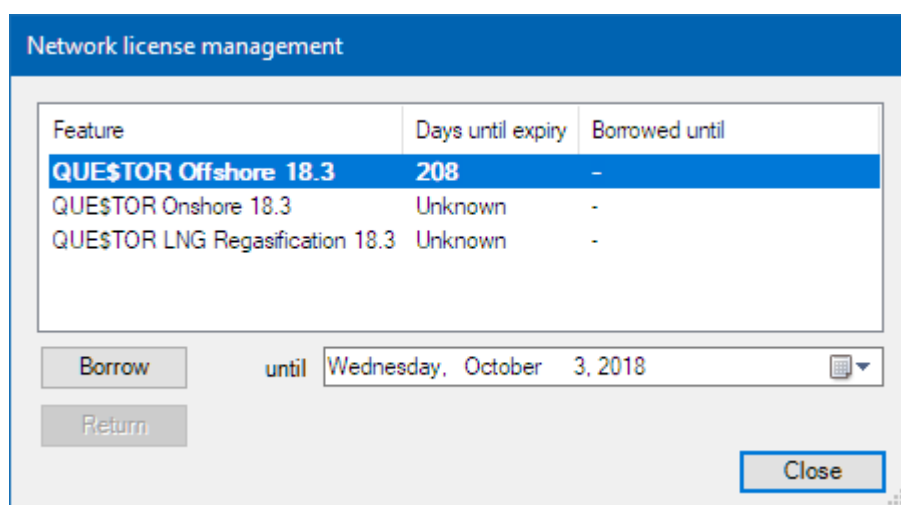 Network license management
Feature Days until expiry Borrowed until
QUE$TOR Offshore 18.3 208 -
QUE$TOR Onshore 18.3 Unknown -
QUE$TOR LNG Regasification 18.3 Unknown -
Borrow until Wednesday, October 3, 2018
Return
Close